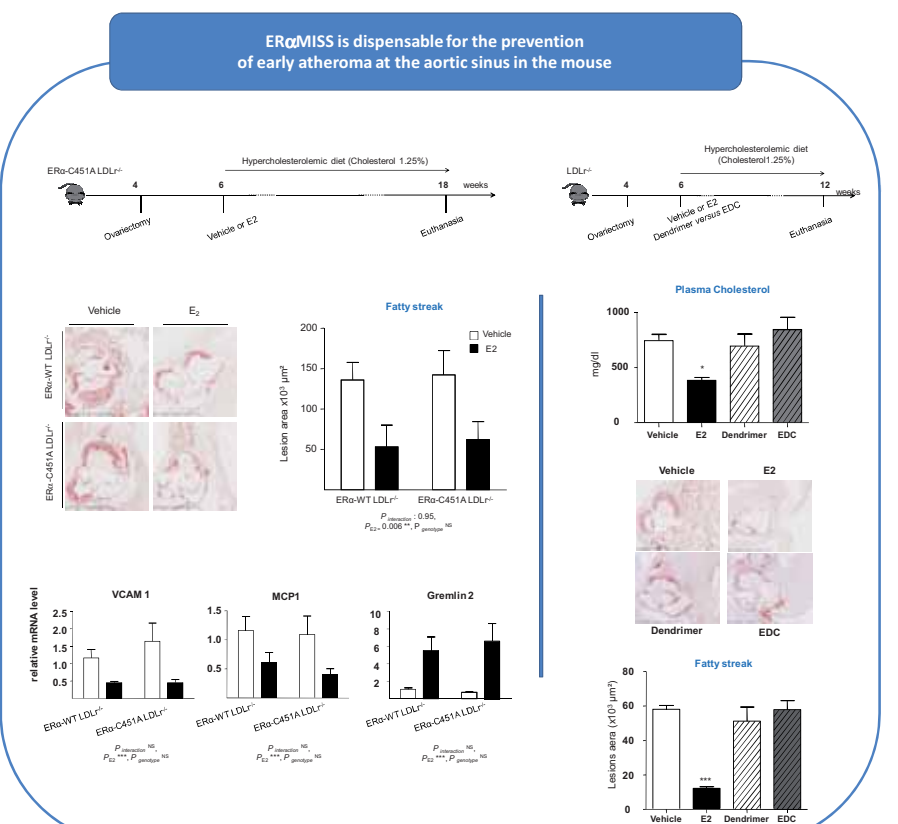 ERαMISS is dispensable for the prevention
of early atheroma at the aortic sinus in the mouse
Hypercholesterolemic diet (Cholesterol 1.25%)
ERα-C451A LDLr-/-
4
6
18
weeks
Ovariectomy
Vehicle or E2
Euthanasia
Hypercholesterolemic diet
(Cholesterol1.25%)
LDLr-/-
4
6
12
weeks
Ovariectomy
Vehicle or E2
Dendrimer versus EDC
Euthanasia
Vehicle
E2
ERα-WT LDLr-/-
ERα-C451A LDLr-/-
Fatty streak
Lesion area x103 µm²
200
150
100
50
Vehicle
E2
ERα-WT LDLr-/-
ERα-C451A LDLr-/-
P interaction : 0.95,
PE2, 0.006 **, P genotype NS
relative mRNA level
VCAM 1
2.5
2.0
1.5
1.0
0.5
ERα-WT LDLr-/-
ERα-C451A LDLr-/-
P interaction NS,
PE2 ***, P genotype NS
MCP1
1.5
1.0
0.5
ERα-WT LDLr-/-
ERα-C451A LDLr-/-
P interaction NS,
PE2 ***, P genotype NS
Gremlin 2
10
8
6
4
2
ERα-WT LDLr-/-
ERα-C451A LDLr-/-
P interaction NS,
PE2 ***, P genotype NS
Plasma Cholesterol
mg/dl
1000
500
0
*
Vehicle E2 Dendrimer EDC
Vehicle
E2
Dendrimer
EDC
Fatty streak
Lesions aera (x10³ µm²)
80
60
40
20
0
***
Vehicle E2 Dendrimer EDC